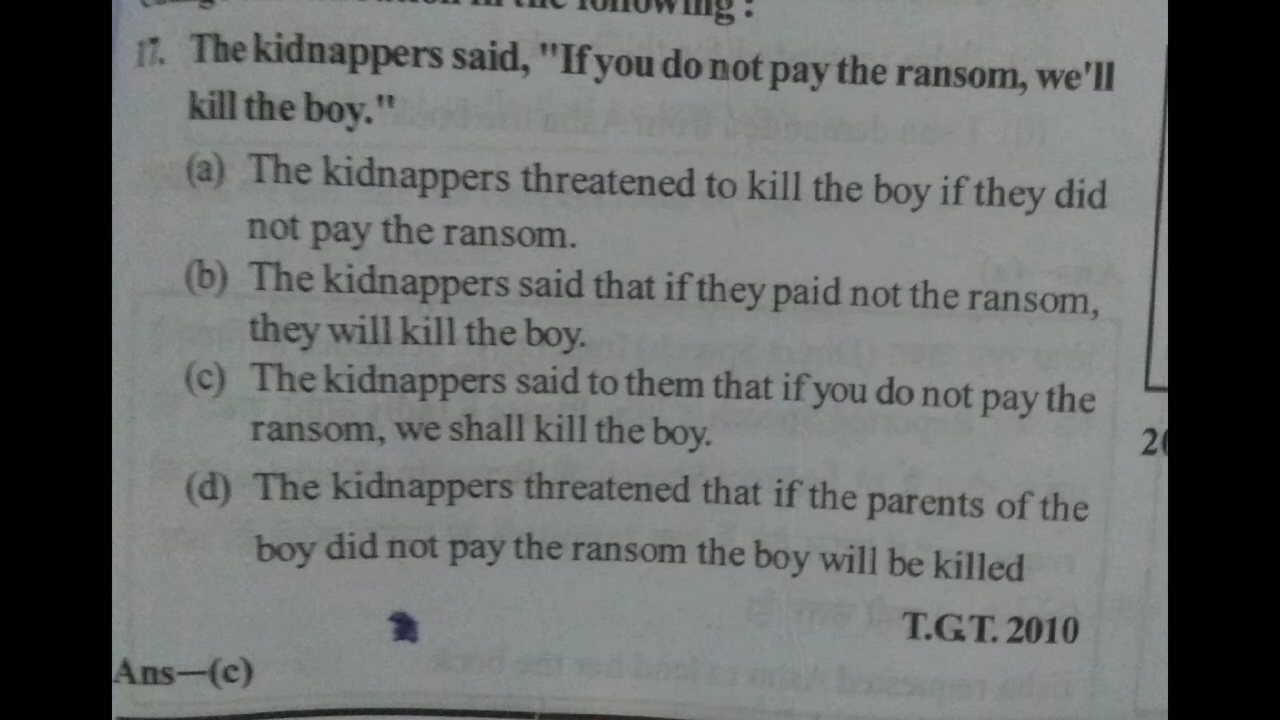 in the following :
17. The kidnappers said, "If you do not pay the ransom, we'll
kill the boy."
(a) The kidnappers threatened to kill the boy if they did
not pay the ransom.
(b) The kidnappers said that if they paid not the ransom,
they will kill the boy.
(c) The kidnappers said to them that if you do not pay the
ransom, we shall kill the boy.
(d) The kidnappers threatened that if the parents of the
boy did not pay the ransom the boy will be killed
T.G.T. 2010
Ans—(c)